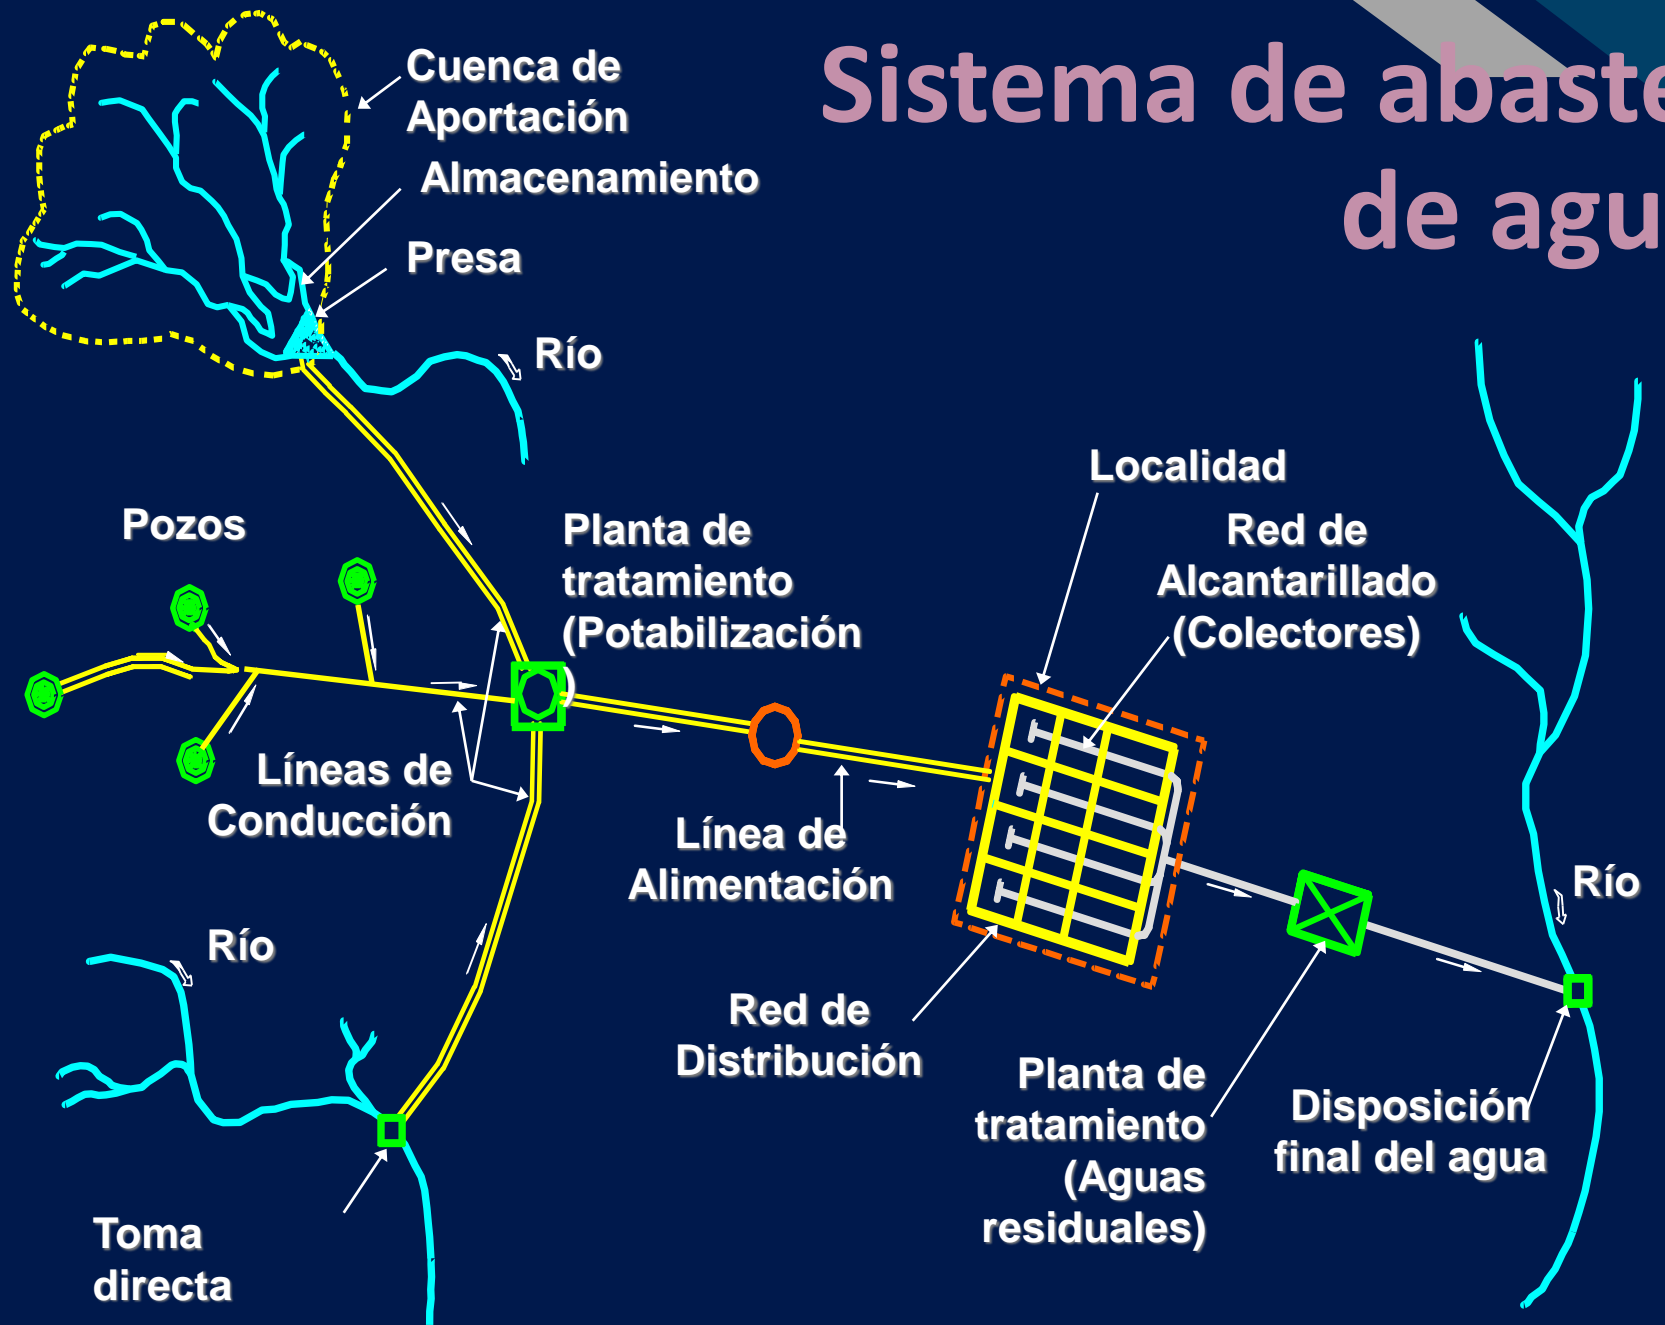 Sistema de abaste
de agu
Cuenca de
Aportación
Almacenamiento
Presa
Río
Pozos
Planta de
tratamiento
(Potabilización
)
Localidad
Red de
Alcantarillado
(Colectores)
Líneas de
Conducción
Línea de
Alimentación
Río
Río
Red de
Distribución
Planta de
tratamiento
(Aguas
residuales)
Disposición
final del agua
Toma
directa